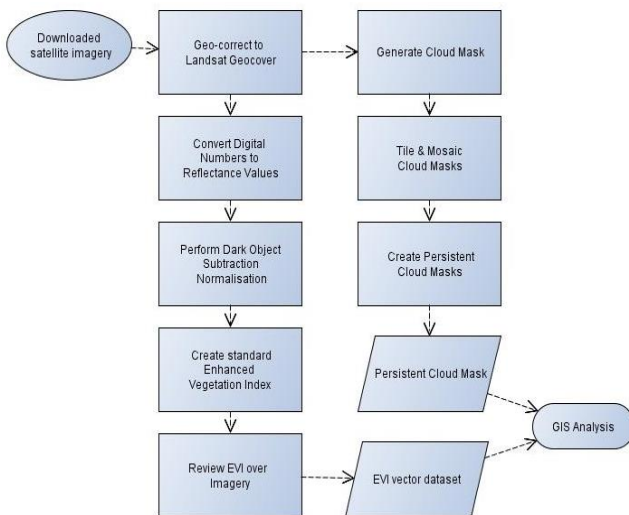 Downloaded
satellite imagery
Geo-correct to
Landsat Geocover
Generate Cloud Mask
Convert Digital
Numbers to
Reflectance Values
Tile & Mosaic
Cloud Masks
Perform Dark Object
Subtraction
Normalisation
Create Persistent
Cloud Masks
Create standard
Enhanced
Vegetation Index
Persistent Cloud Mask
GIS Analysis
Review EVI over
Imagery
EVI vector dataset